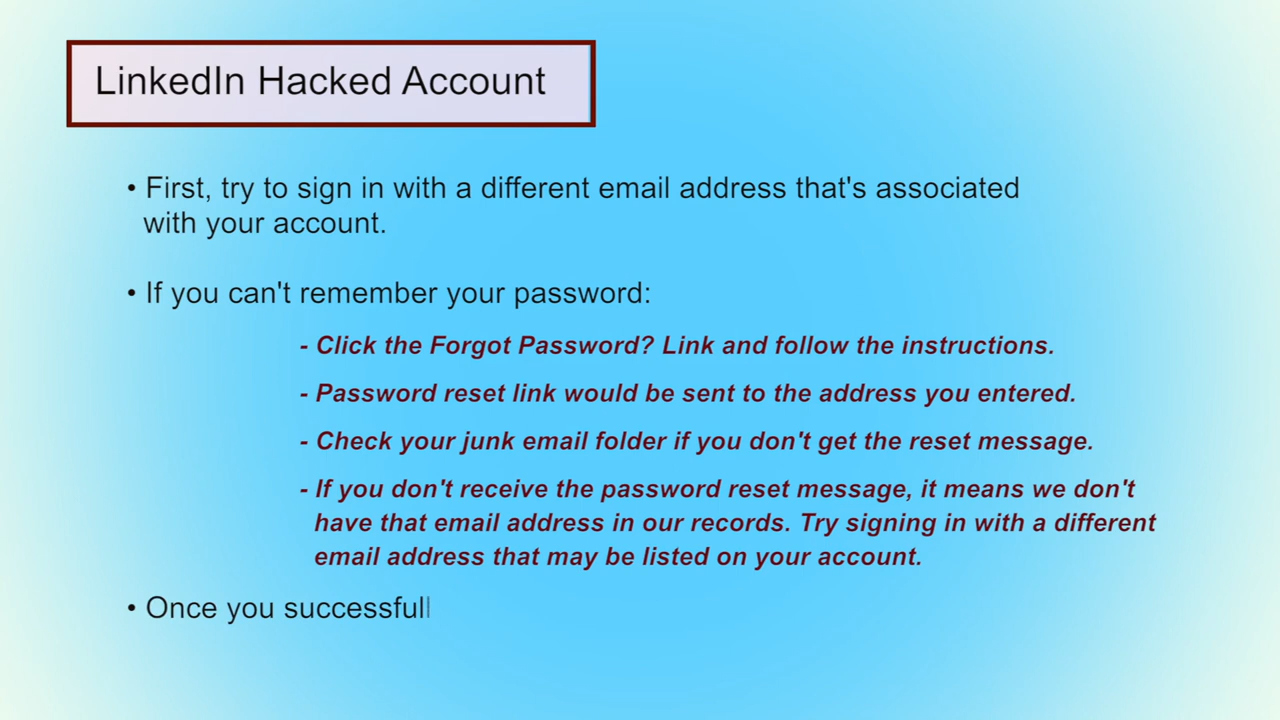 LinkedIn Hacked Account
• First, try to sign in with a different email address that's associated
with your account.
• If you can't remember your password:
- Click the Forgot Password? Link and follow the instructions.
- Password reset link would be sent to the address you entered.
- Check your junk email folder if you don't get the reset message.
- If you don't receive the password reset message, it means we don't
have that email address in our records. Try signing in with a different
email address that may be listed on your account.
• Once you successfull